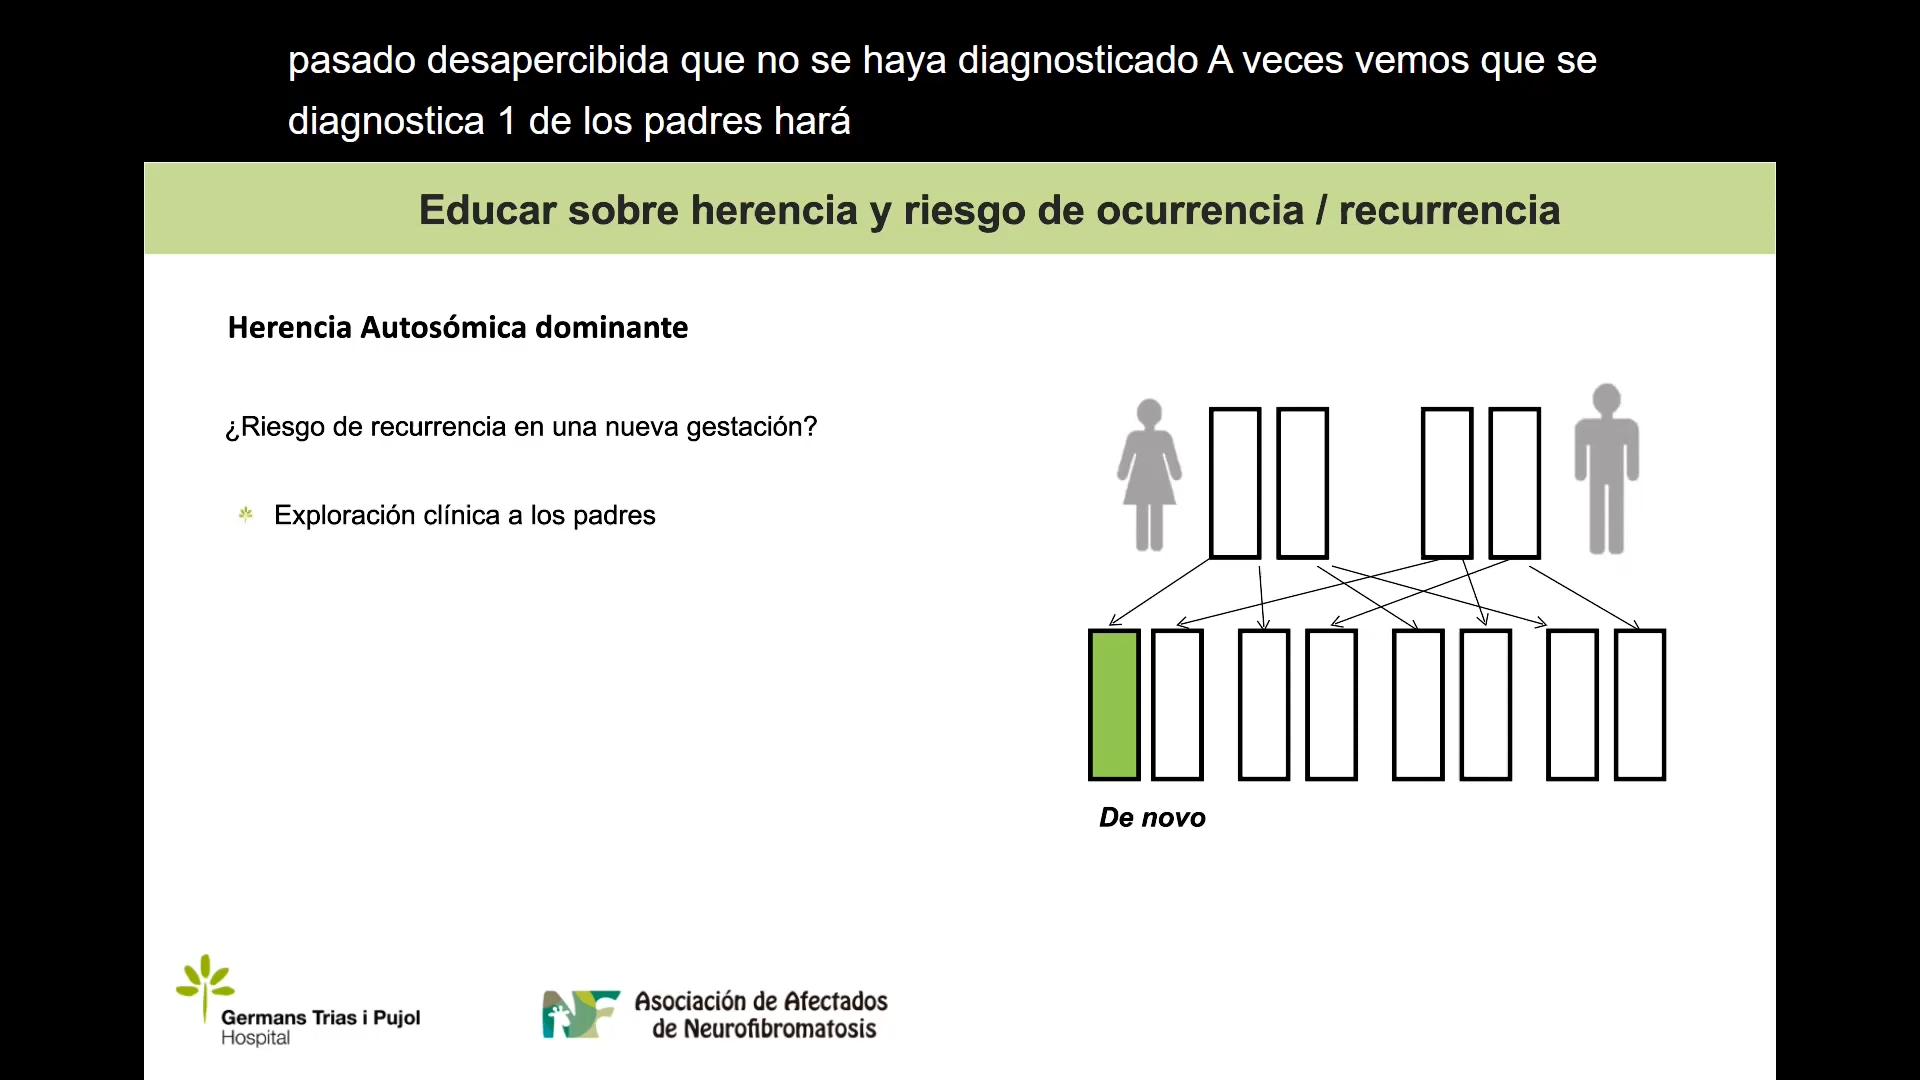 pasado desapercibida que no se haya diagnosticado A veces vemos que se
diagnostica 1 de los padres hará
Educar sobre herencia y riesgo de ocurrencia / recurrencia
Herencia Autosómica dominante
¿Riesgo de recurrencia en una nueva gestación?
Exploración clínica a los padres
De novo
Germans Trias i Pujol
Hospital
NF
Asociación de Afectados
de Neurofibromatosis